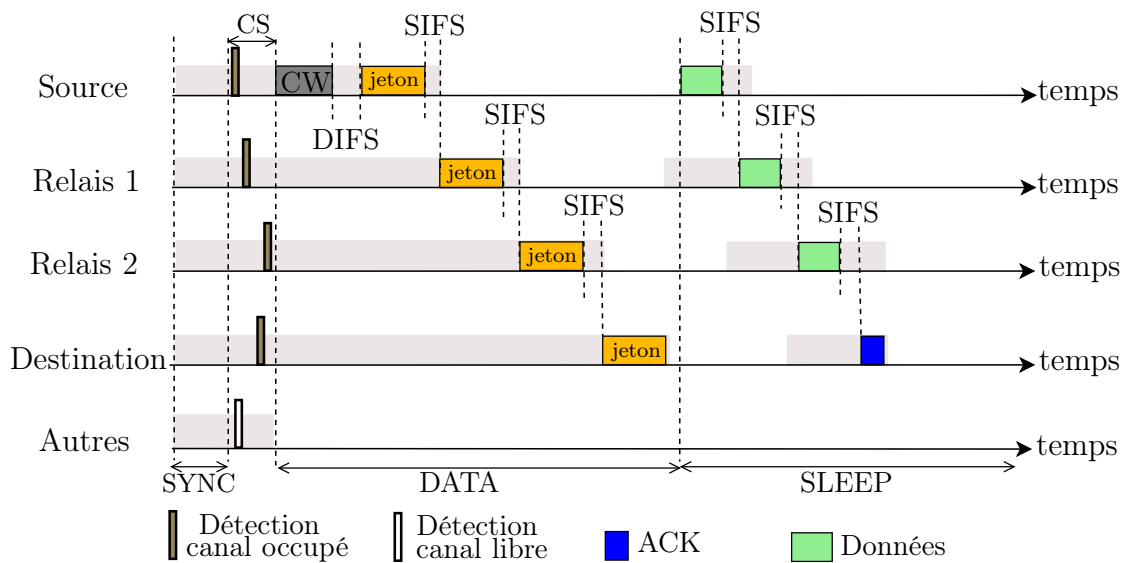 CS
SIFS
SIFS
Source
CW
jeton
temps
DIFS
SIFS
SIFS
Relais 1
jeton
temps
SIFS
SIFS
Relais 2
jeton
temps
Destination
jeton
temps
Autres
temps
SYNC
DATA
SLEEP
Détection
canal occupé
Détection
canal libre
ACK
Données